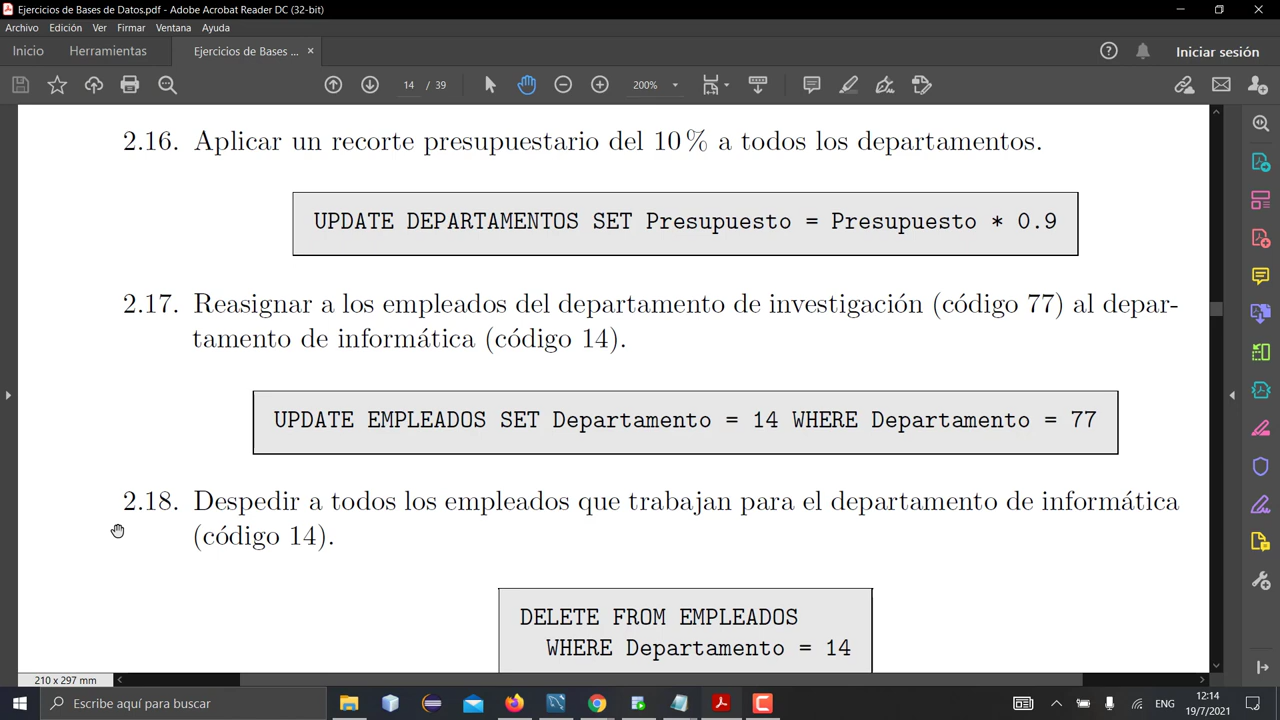 Ejercicios de Bases de Datos.pdf - Adobe Acrobat Reader DC (32-bit)
Archivo Edición Ver Firmar Ventana Ayuda
Inicio Herramientas Ejercicios de Bases ... × Iniciar sesión
14 / 39 200%
2.16. Aplicar un recorte presupuestario del 10 % a todos los departamentos.
UPDATE DEPARTAMENTOS SET Presupuesto = Presupuesto * 0.9
2.17. Reasignar a los empleados del departamento de investigación (código 77) al depar-
tamento de informática (código 14).
UPDATE EMPLEADOS SET Departamento = 14 WHERE Departamento = 77
2.18. Despedir a todos los empleados que trabajan para el departamento de informática
(código 14).
DELETE FROM EMPLEADOS
WHERE Departamento = 14
210 x 297 mm
Escribe aquí para buscar
ENG
12:14
19/7/2021